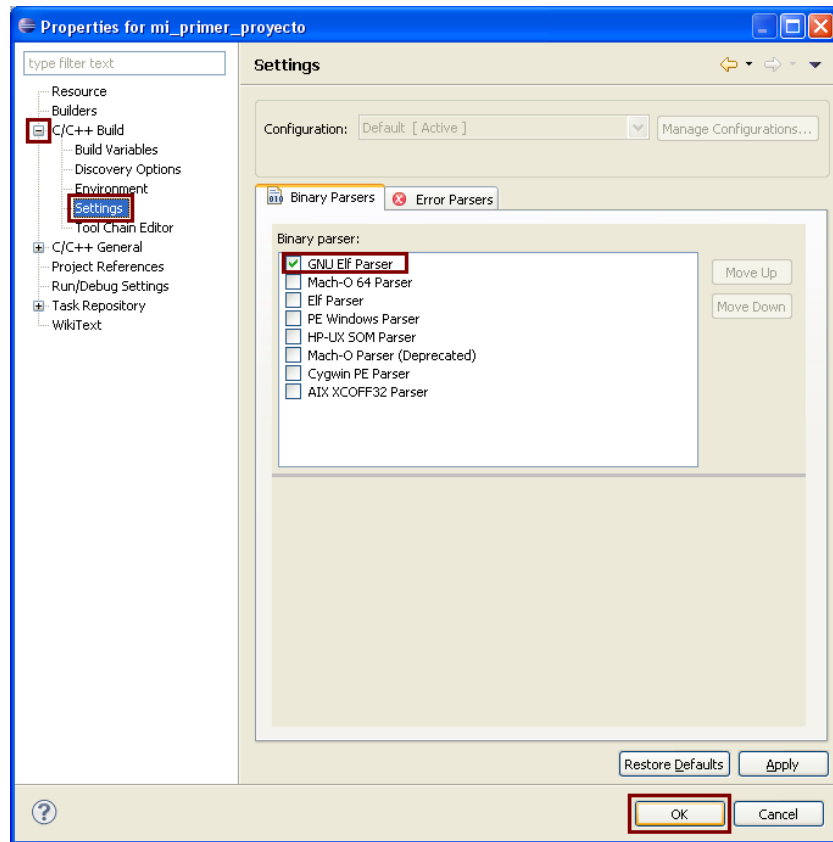 Properties for mi_primer_proyecto
type filter text
Resource
Builders
C/C++ Build
Build Variables
Discovery Options
Environment
Settings
Tool Chain Editor
C/C++ General
Project References
Run/Debug Settings
Task Repository
WikiText
Settings
Configuration: Default [ Active ] Manage Configurations...
010 Binary Parsers Error Parsers
Binary parser:
GNU Elf Parser
Mach-O 64 Parser
Elf Parser
PE Windows Parser
HP-UX SOM Parser
Mach-O Parser (Deprecated)
Cygwin PE Parser
AIX XCOFF32 Parser
Move Up
Move Down
Restore Defaults Apply
? OK Cancel